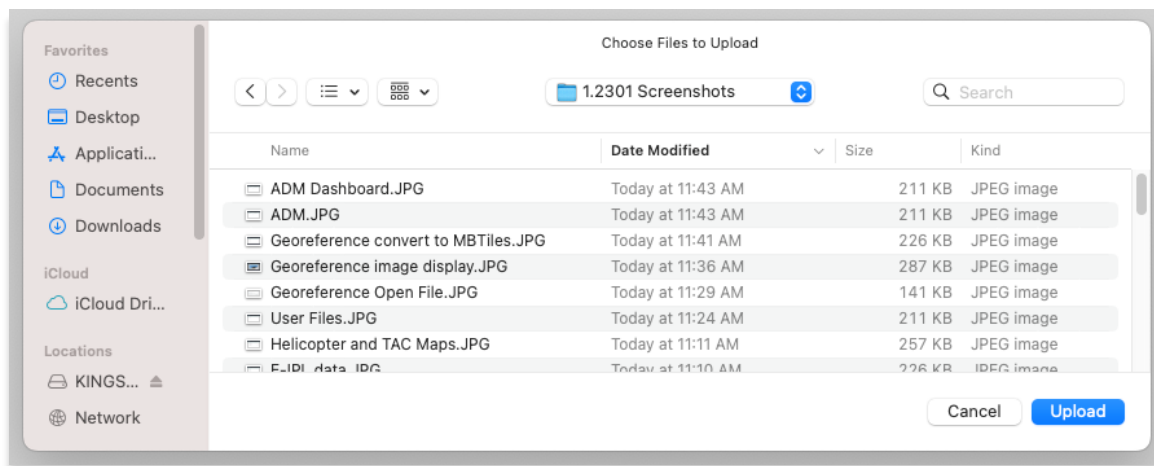 Choose Files to Upload
Favorites
Recents
Desktop
Applicati...
Documents
Downloads
iCloud
iCloud Dri...
Locations
KINGS...
Network
1.2301 Screenshots
Search
Name Date Modified Size Kind
ADM Dashboard.JPG Today at 11:43 AM 211 KB JPEG image
ADM.JPG Today at 11:43 AM 211 KB JPEG image
Georeference convert to MBTiles.JPG Today at 11:41 AM 226 KB JPEG image
Georeference image display.JPG Today at 11:36 AM 287 KB JPEG image
Georeference Open File.JPG Today at 11:29 AM 141 KB JPEG image
User Files.JPG Today at 11:24 AM 211 KB JPEG image
Helicopter and TAC Maps.JPG Today at 11:11 AM 257 KB JPEG image
data.JPG Today at 11:10 AM 226 KB JPEG image
Cancel Upload